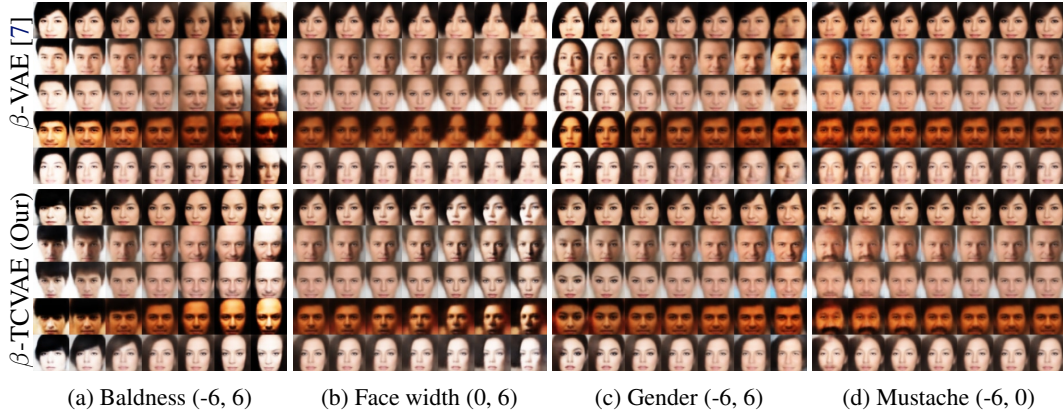 β-VAE [7]
β-TCVAE (Our)
(a) Baldness (-6, 6)
(b) Face width (0, 6)
(c) Gender (-6, 6)
(d) Mustache (-6, 0)